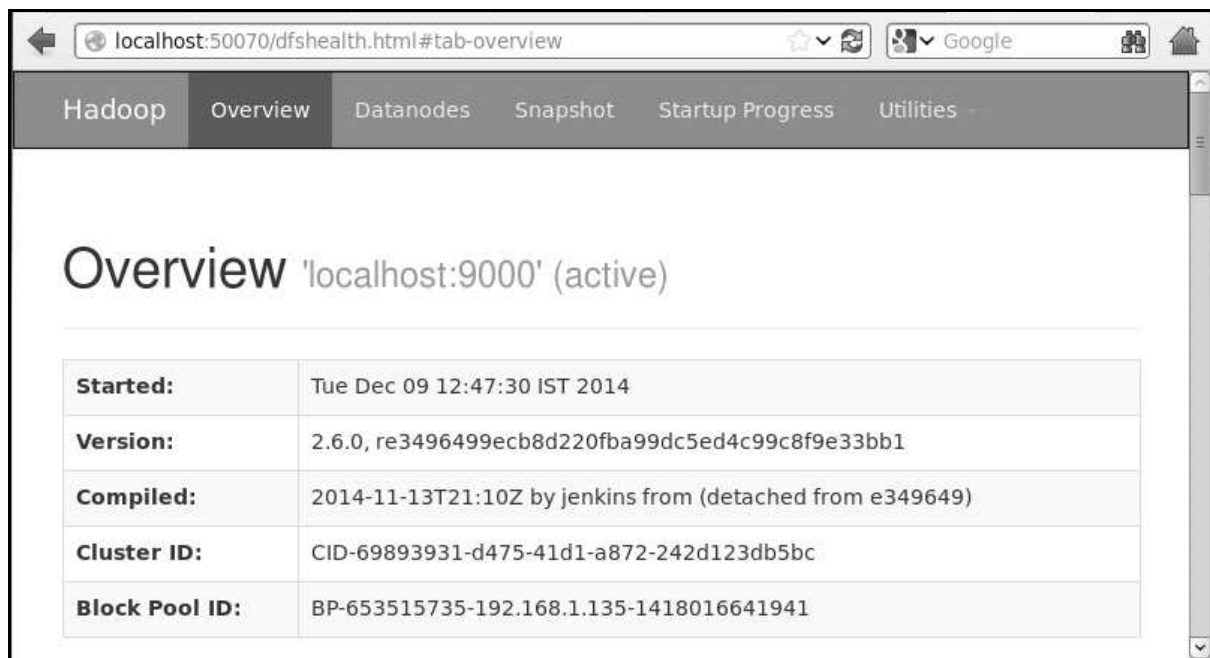 localhost:50070/dfshealth.html#tab-overview Google
Hadoop Overview Datanodes Snapshot Startup Progress Utilities
Overview 'localhost:9000' (active)
Started: Tue Dec 09 12:47:30 IST 2014
Version: 2.6.0, re3496499ecb8d220fba99dc5ed4c99c8f9e33bb1
Compiled: 2014-11-13T21:10Z by jenkins from (detached from e349649)
Cluster ID: CID-69893931-d475-41d1-a872-242d123db5bc
Block Pool ID: BP-653515735-192.168.1.135-1418016641941